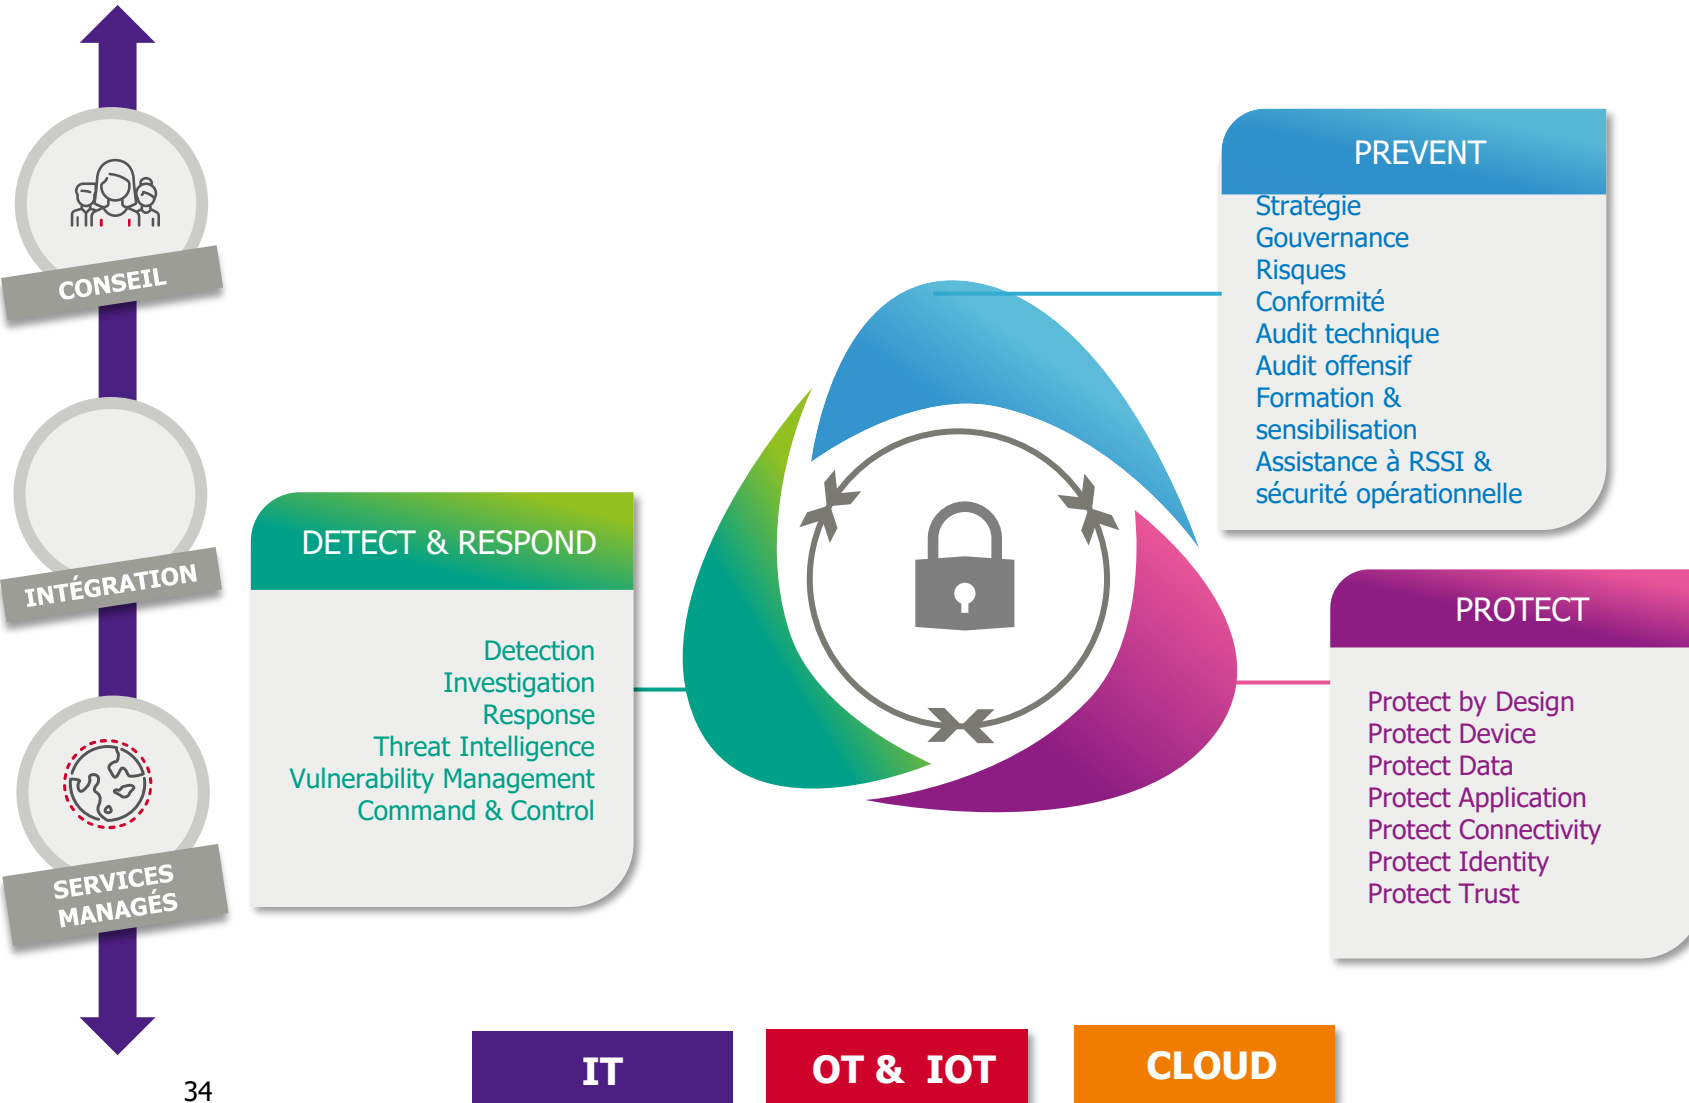 CONSEIL
INTÉGRATION
SERVICES
MANAGÉS
DETECT & RESPOND
Detection
Investigation
Response
Threat Intelligence
Vulnerability Management
Command & Control
PREVENT
Stratégie
Gouvernance
Risques
Conformité
Audit technique
Audit offensif
Formation &
sensibilisation
Assistance à RSSI &
sécurité opérationnelle
PROTECT
Protect by Design
Protect Device
Protect Data
Protect Application
Protect Connectivity
Protect Identity
Protect Trust
IT
OT & IOT
CLOUD
34